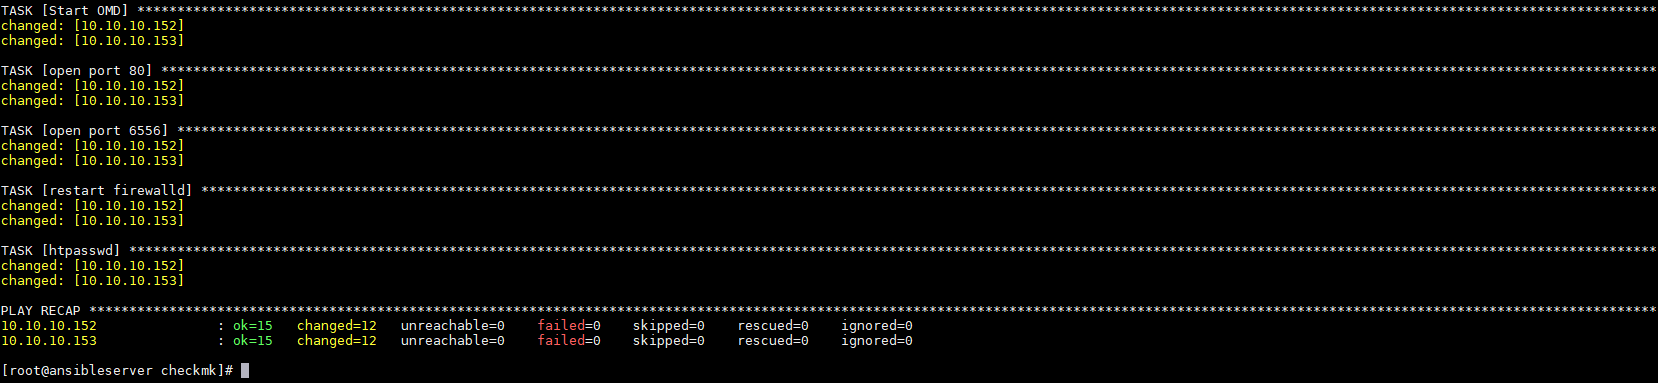 TASK [Start OMD] ***********************************************************************************************************************************************************************************************
changed: [10.10.10.152]
changed: [10.10.10.153]
TASK [open port 80] ********************************************************************************************************************************************************************************************
changed: [10.10.10.152]
changed: [10.10.10.153]
TASK [open port 6556] ******************************************************************************************************************************************************************************************
changed: [10.10.10.152]
changed: [10.10.10.153]
TASK [restart firewalld] ***************************************************************************************************************************************************************************************
changed: [10.10.10.152]
changed: [10.10.10.153]
TASK [htpasswd] ************************************************************************************************************************************************************************************************
changed: [10.10.10.152]
changed: [10.10.10.153]
PLAY RECAP *****************************************************************************************************************************************************************************************************
10.10.10.152               : ok=15   changed=12   unreachable=0    failed=0    skipped=0    rescued=0    ignored=0
10.10.10.153               : ok=15   changed=12   unreachable=0    failed=0    skipped=0    rescued=0    ignored=0
[root@ansibleserver checkmk]#